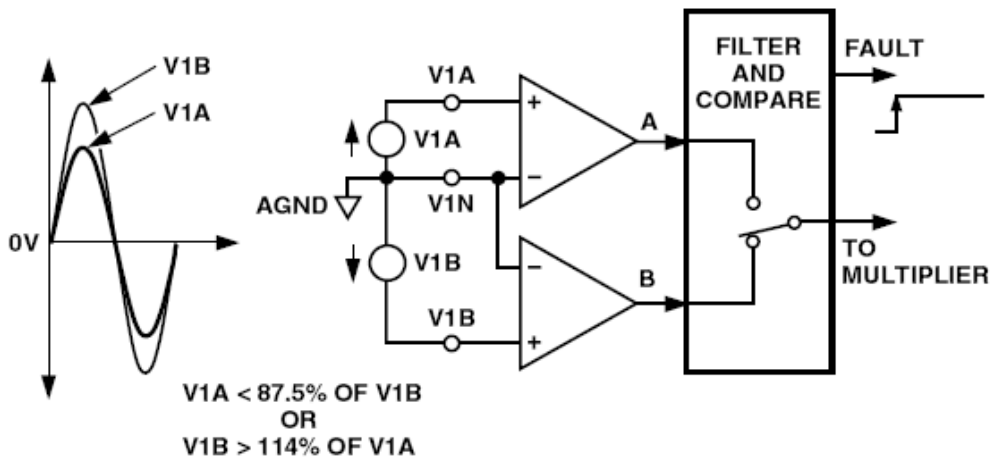 V1B
V1A
0V
V1A
V1A
AGND
V1N
V1B
V1B
+
−
−
+
A
B
FILTER
AND
COMPARE
FAULT
TO
MULTIPLIER
V1A < 87.5% OF V1B
OR
V1B > 114% OF V1A